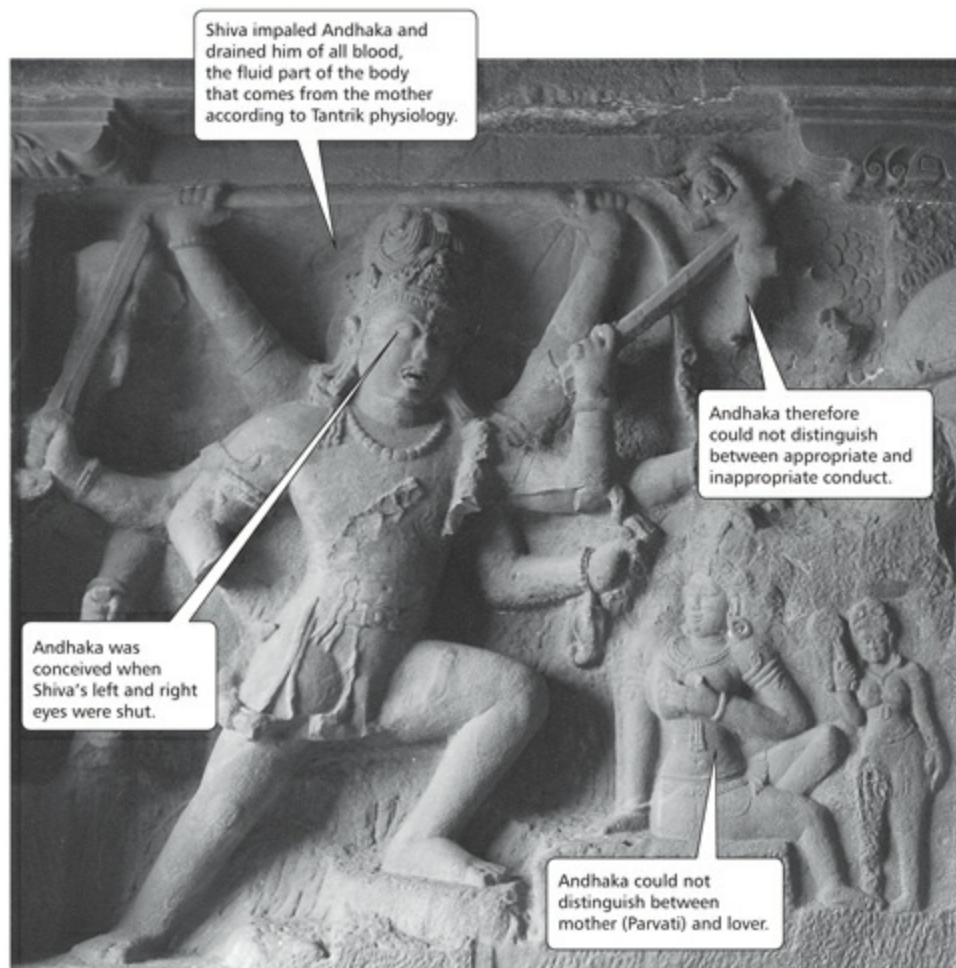 Shiva impaled Andhaka and
drained him of all blood,
the fluid part of the body
that comes from the mother
according to Tantrik physiology.
Andhaka therefore
could not distinguish
between appropriate and
inappropriate conduct.
Andhaka was
conceived when
Shiva's left and right
eyes were shut.
Andhaka could not
distinguish between
mother (Parvati) and lover.